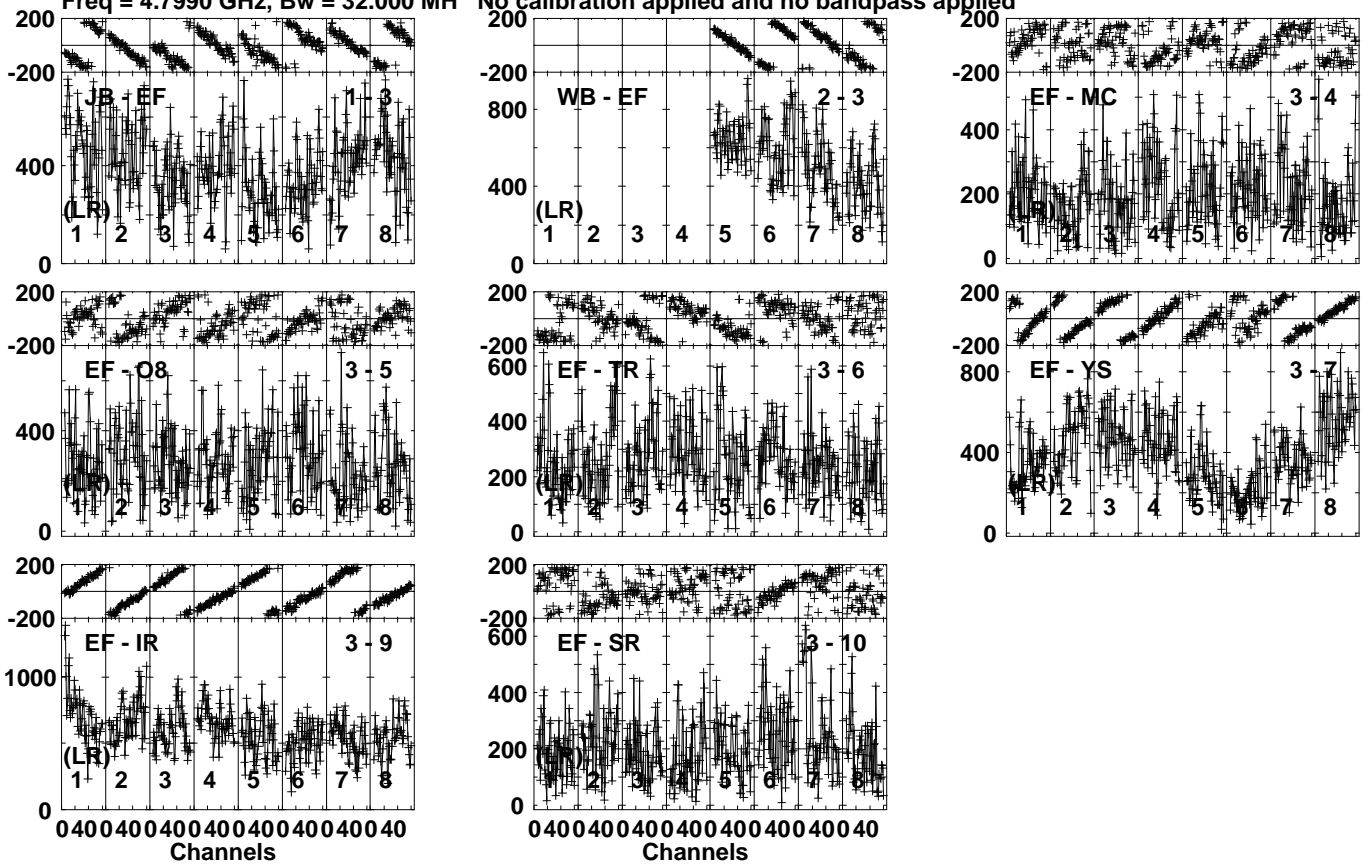 Freq = 4.7990 GHz, Bw = 32.000 MH No calibration applied and no bandpass applied
200
-200
JB - EF 1 - 3
400
(LR)
1 2 3 4 5 6 7 8
0
200
-200
WB - EF 2 - 3
800
400
(LR)
1 2 3 4 5 6 7 8
0
200
-200
EF - MC 3 - 4
400
200
(LR)
1 2 3 4 5 6 7 8
0
200
-200
EF - O8 3 - 5
400
(LR)
1 2 3 4 5 6 7 8
0
200
-200
600
EF - TR 3 - 6
400
200
(LR)
1 2 3 4 5 6 7 8
0
200
-200
800
EF - YS 3 - 7
400
(LR)
1 2 3 4 5 6 7 8
0
200
-200
EF - IR 3 - 9
1000
(LR)
1 2 3 4 5 6 7 8
0
0 40 0 40 0 40 0 40 0 40 0 40 0 40 0 40
Channels
200
-200
600
EF - SR 3 - 10
400
200
(LR)
1 2 3 4 5 6 7 8
0
0 40 0 40 0 40 0 40 0 40 0 40 0 40 0 40
Channels